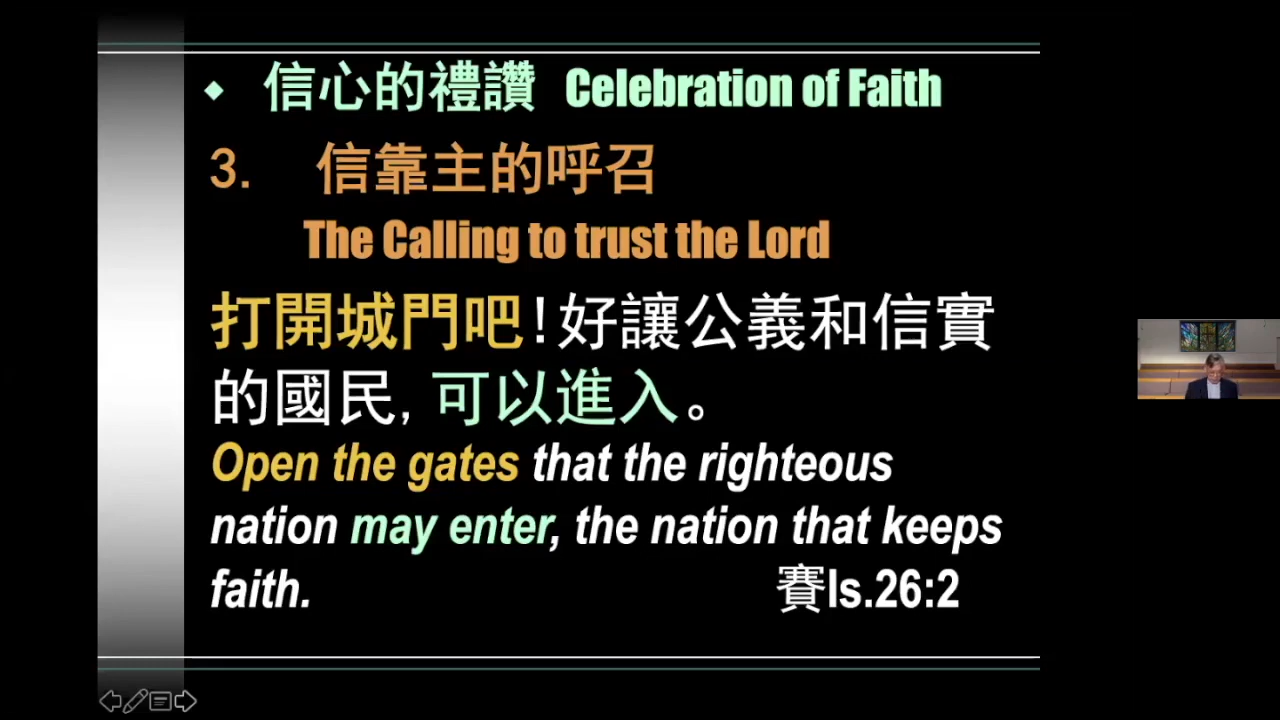 信心的禮讚 Celebration of Faith
3. 信靠主的呼召
The Calling to trust the Lord
打開城門吧!好讓公義和信實
的國民,可以進入。
Open the gates that the righteous
nation may enter, the nation that keeps
faith. 賽Is.26:2